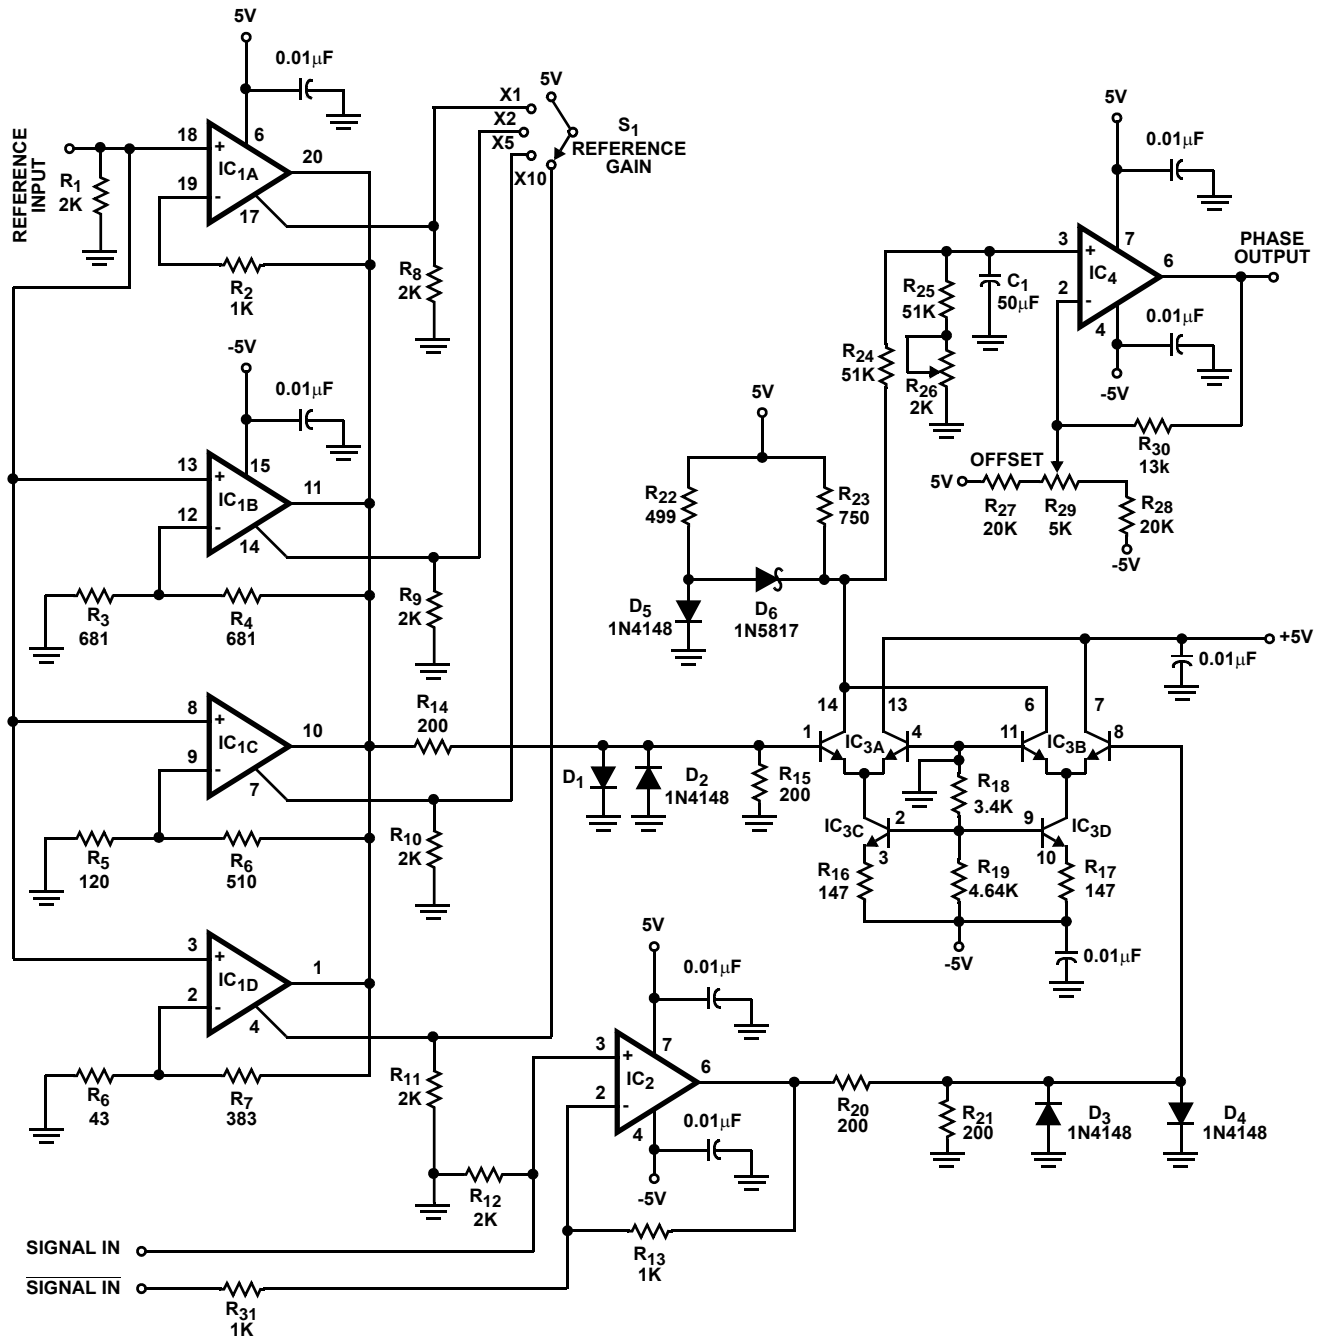 5V
0.01µF
REFERENCE
INPUT
R1
2K
18
19
+
-
IC1A
6
20
17
R2
1K
R8
2K
X1
X2
X5
X10
5V
S1
REFERENCE
GAIN
-5V
0.01µF
13
12
+
-
IC1B
15
11
14
R3
681
R4
681
R9
2K
8
9
+
-
IC1C
10
7
R5
120
R6
510
R10
2K
R14
200
3
2
+
-
IC1D
1
4
R6
43
R7
383
R11
2K
R12
2K
SIGNAL IN
SIGNAL IN
R31
1K
R13
1K
5V
0.01µF
3
2
+
-
IC2
7
6
4
0.01µF
-5V
R20
200
R21
200
D3
1N4148
D4
1N4148
D1
D2
1N4148
R15
200
5V
R22
499
R23
750
D5
1N4148
D6
1N5817
R24
51K
R25
51K
R26
2K
C1
50µF
5V
0.01µF
3
2
+
-
IC4
7
6
4
0.01µF
-5V
PHASE
OUTPUT
R30
13k
OFFSET
5V
R27
20K
R29
5K
R28
20K
-5V
+5V
0.01µF
14
13
6
7
1
IC3A
4
11
IC3B
8
R18
3.4K
IC3C
2
3
9
10
IC3D
R16
147
R19
4.64K
R17
147
-5V
0.01µF